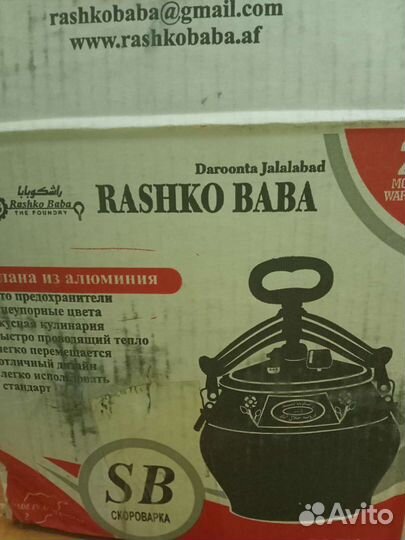 rashkobaba@gmail.com
www.rashkobaba.af
Daroonta Jalalabad
راشكوبابا
Rashko Baba
THE FOUNDRY
RASHKO BABA
лана из алюминия
то предохранители
неупорные цвета
кусная кулинария
ыстро проводящий тепло
легко перемещается
отличный дизайн
легко использовать
стандарт
SB
СКОРОВАРКА
Avito